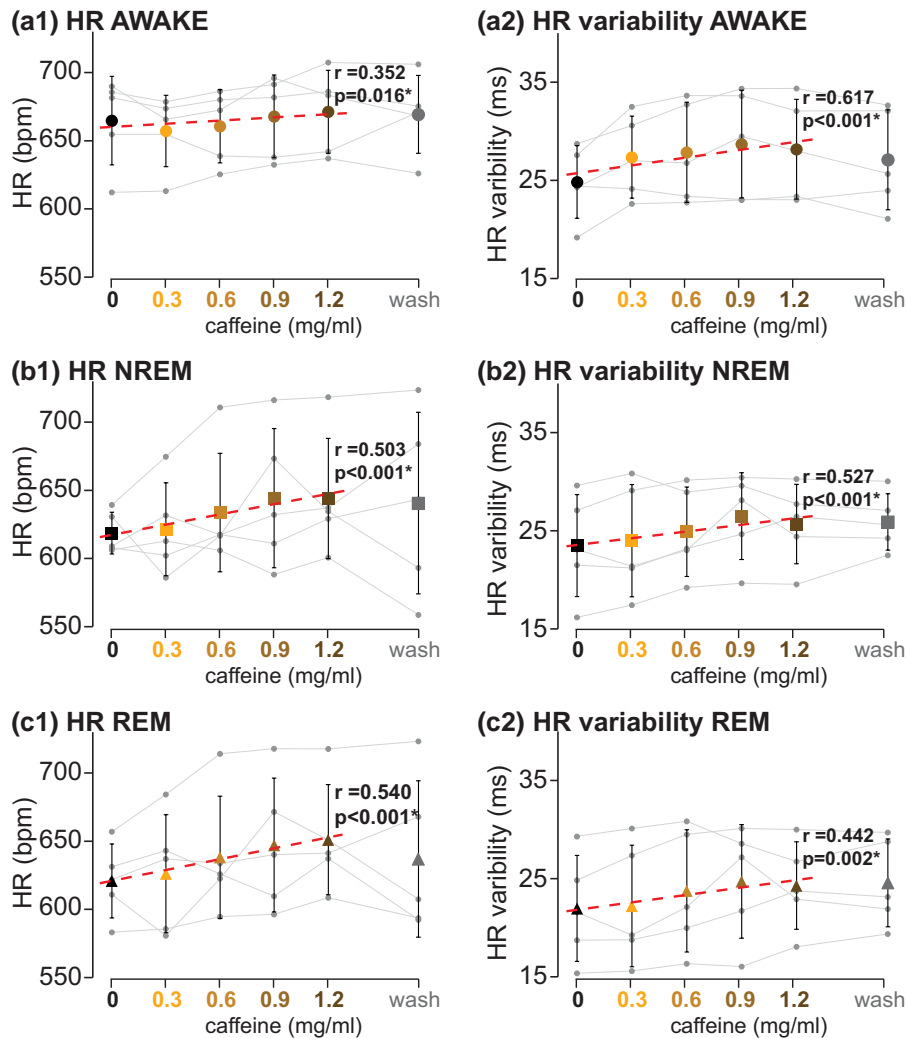 (a1) HR AWAKE
HR (bpm)
700
650
600
550
r =0.352
p=0.016*
0 0.3 0.6 0.9 1.2 wash
caffeine (mg/ml)
(a2) HR variability AWAKE
HR varibility (ms)
35
25
15
r =0.617
p<0.001*
0 0.3 0.6 0.9 1.2 wash
caffeine (mg/ml)
(b1) HR NREM
HR (bpm)
700
650
600
550
r =0.503
p<0.001*
0 0.3 0.6 0.9 1.2 wash
caffeine (mg/ml)
(b2) HR variability NREM
HR variability (ms)
35
25
15
r =0.527
p<0.001*
0 0.3 0.6 0.9 1.2 wash
caffeine (mg/ml)
(c1) HR REM
HR (bpm)
700
650
600
550
r =0.540
p<0.001*
0 0.3 0.6 0.9 1.2 wash
caffeine (mg/ml)
(c2) HR variability REM
HR variability (ms)
35
25
15
r =0.442
p=0.002*
0 0.3 0.6 0.9 1.2 wash
caffeine (mg/ml)